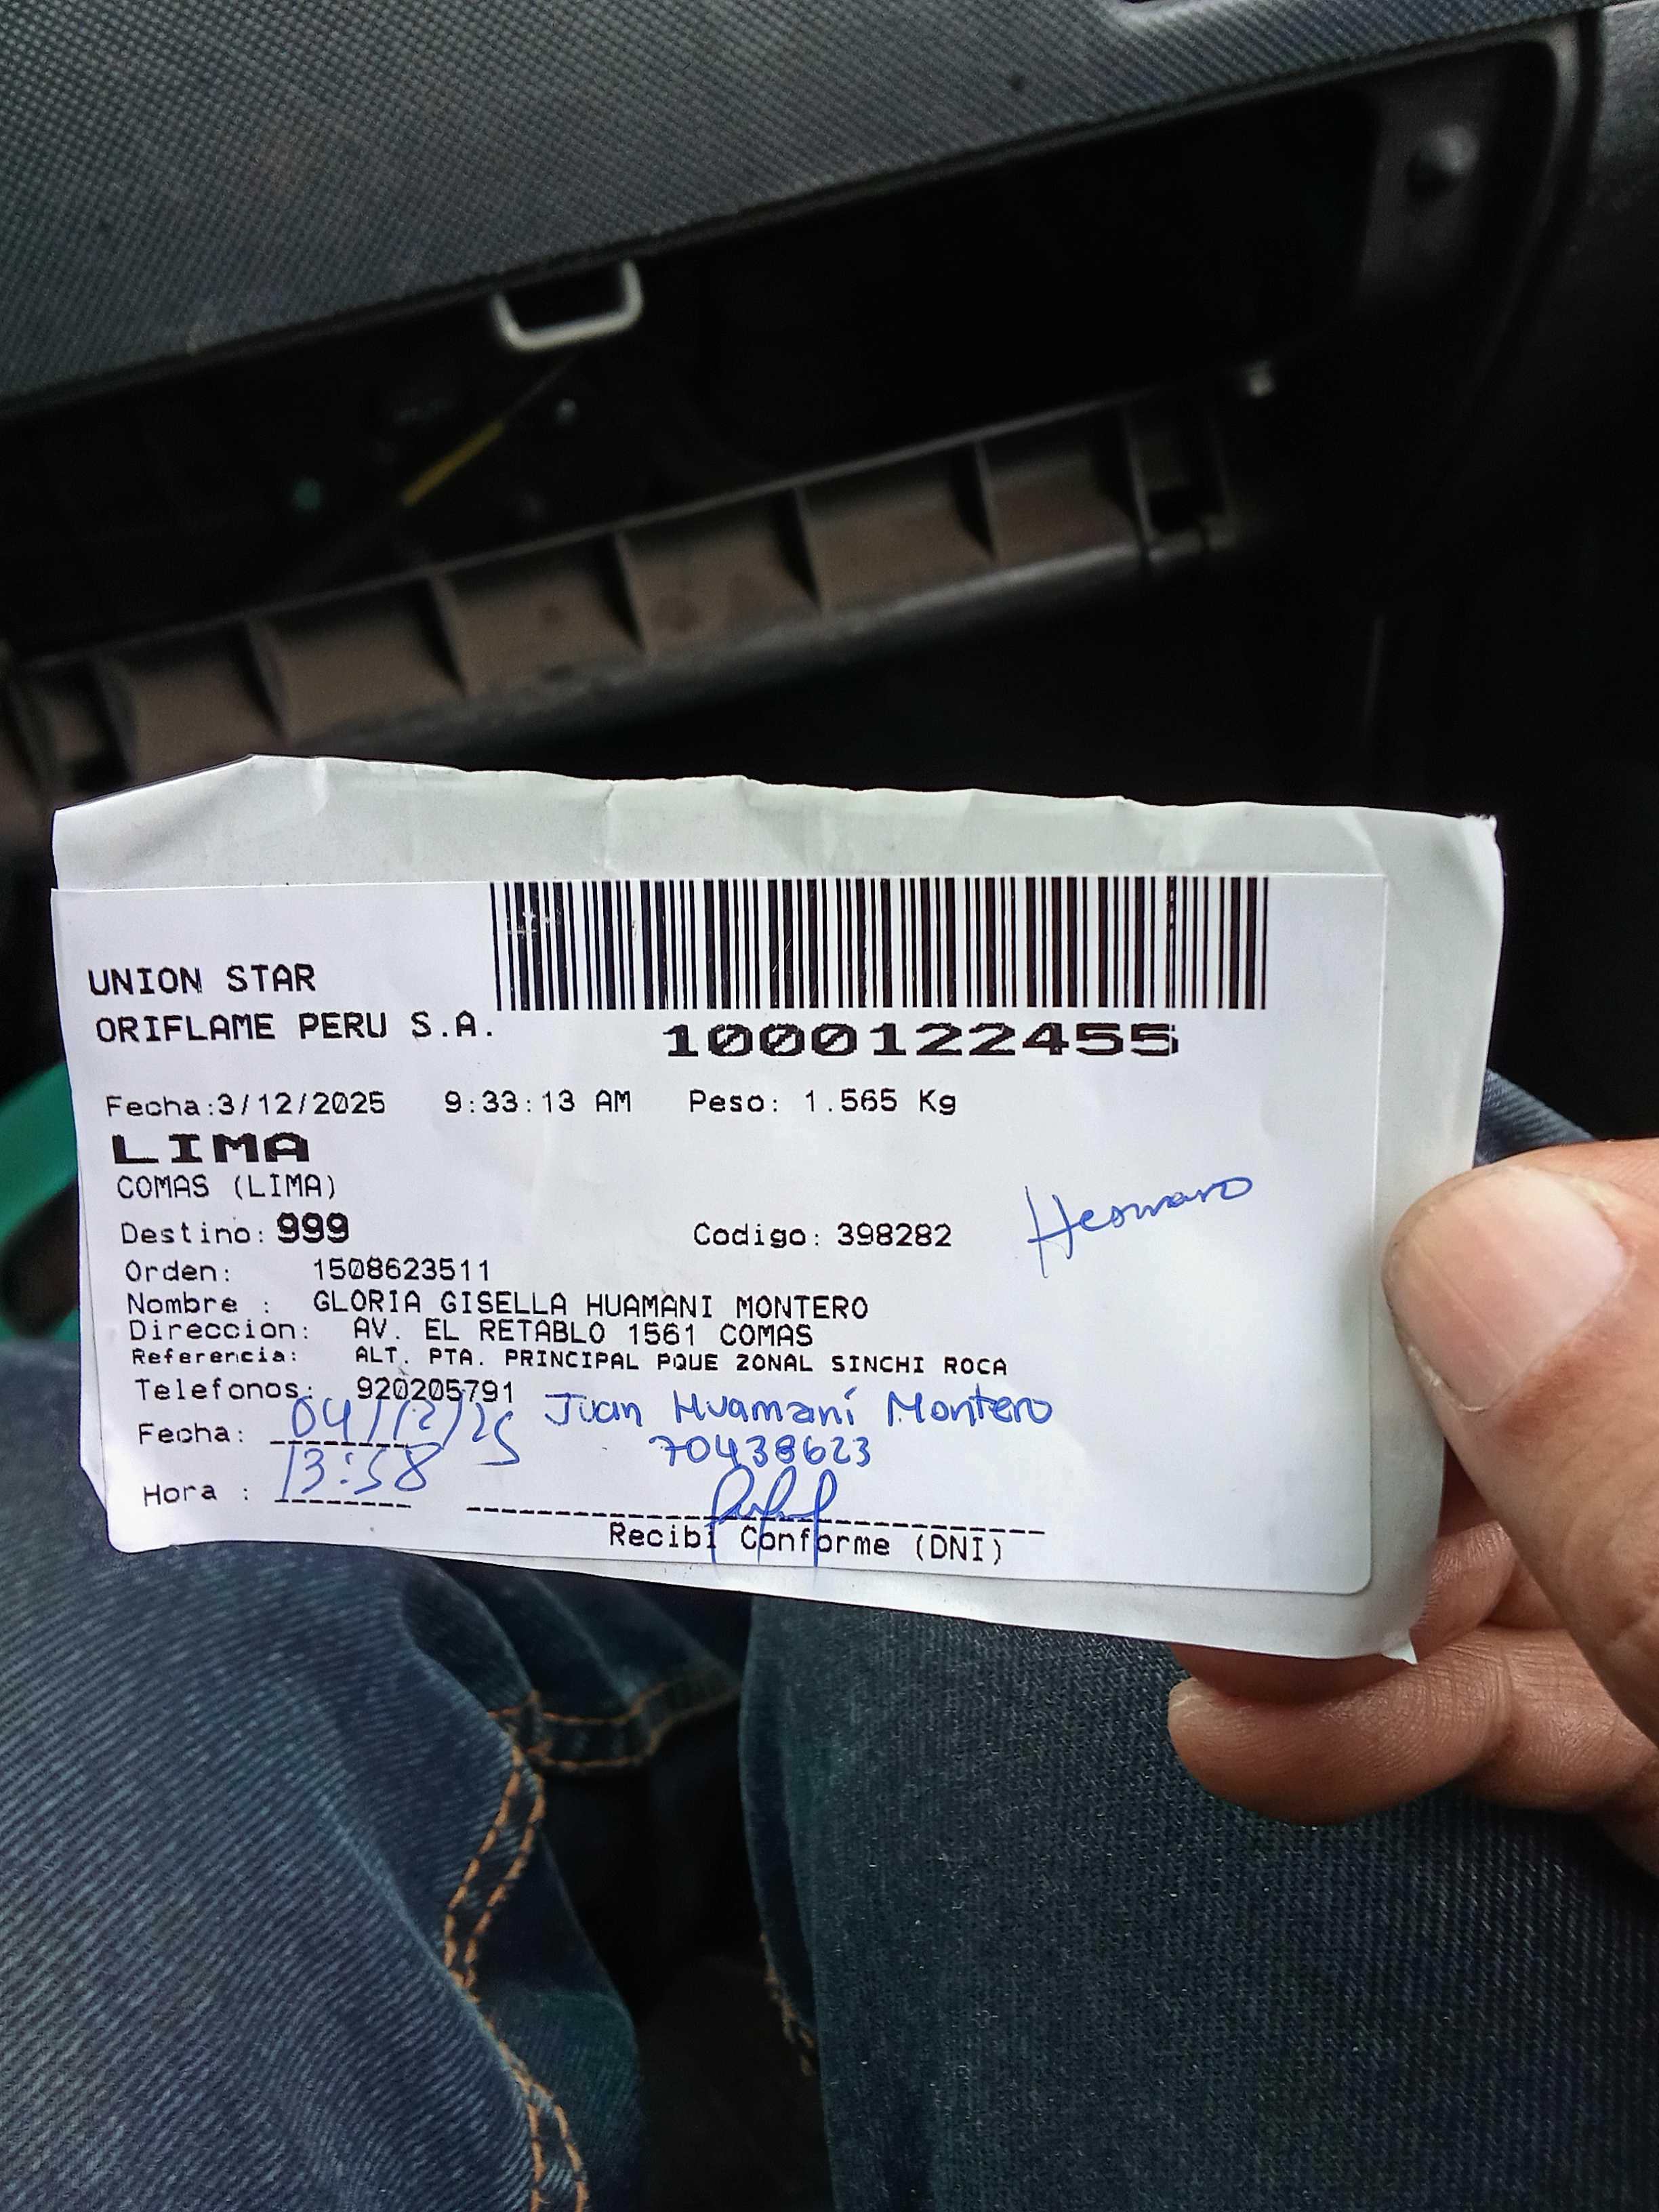 UNION STAR
ORIFLAME PERU S.A.
1000122455
Fecha:3/12/2025 9:33:13 AM Peso: 1.565 Kg
LIMA
COMAS (LIMA)
Destino: 999 Codigo: 398282 Hermano
Orden: 1508623511
Nombre : GLORIA GISELLA HUAMANI MONTERO
Direccion: AV. EL RETABLO 1561 COMAS
Referencia: ALT. PTA. PRINCIPAL PQUE ZONAL SINCHI ROCA
Telefonos: 920205791
Juan Huamaní Montero
Fecha: 04/12/25
70438623
Hora : 13:58
Recibi Conforme (DNI)